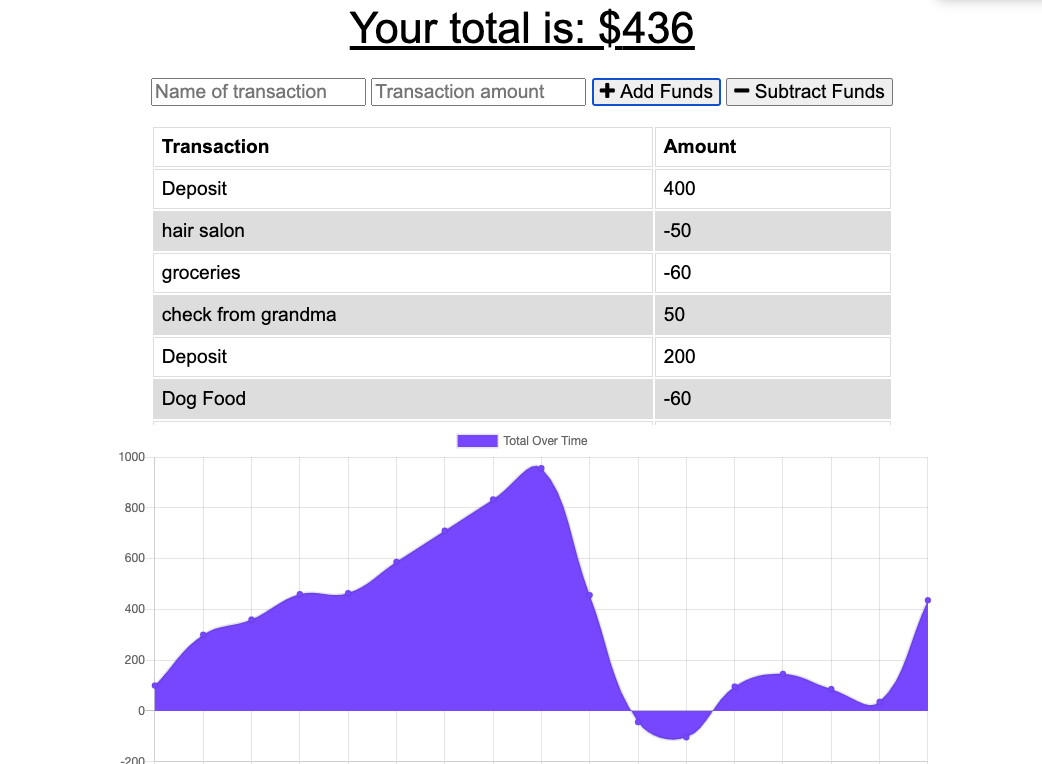 Your total is: $436
Name of transaction Transaction amount + Add Funds − Subtract Funds
Transaction Amount
Deposit 400
hair salon -50
groceries -60
check from grandma 50
Deposit 200
Dog Food -60
Total Over Time
1000
800
600
400
200
0
-200